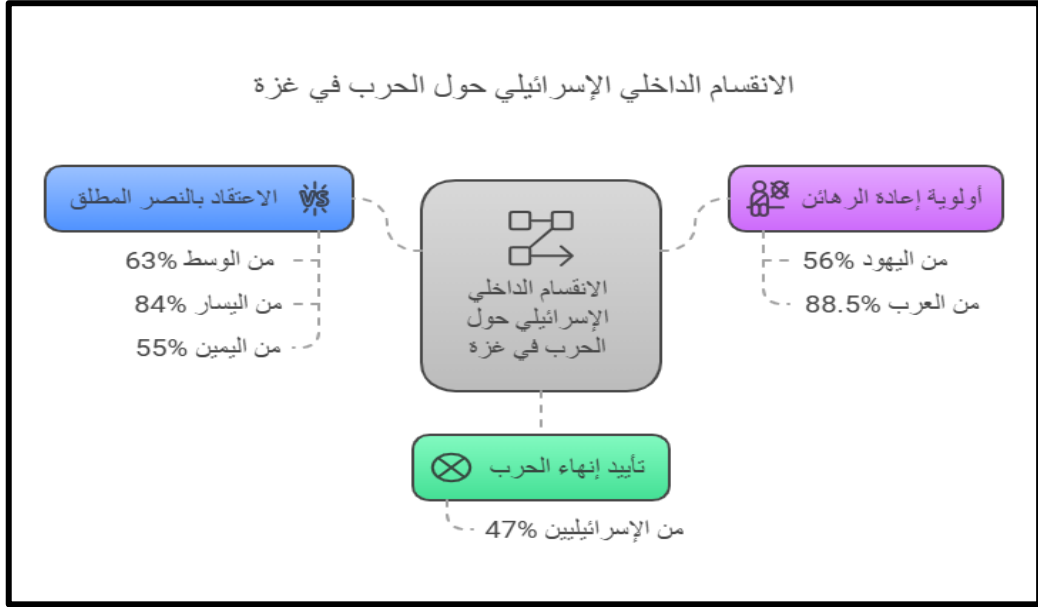 الانقسام الداخلي الإسرائيلي حول الحرب في غزة
أولوية إعادة الرهائن
56% من اليهود
88.5% من العرب
الانقسام الداخلي
الإسرائيلي حول
الحرب في غزة
VS الاعتقاد بالنصر المطلق
63% من الوسط
84% من اليسار
55% من اليمين
تأييد إنهاء الحرب
47% من الإسرائيليين